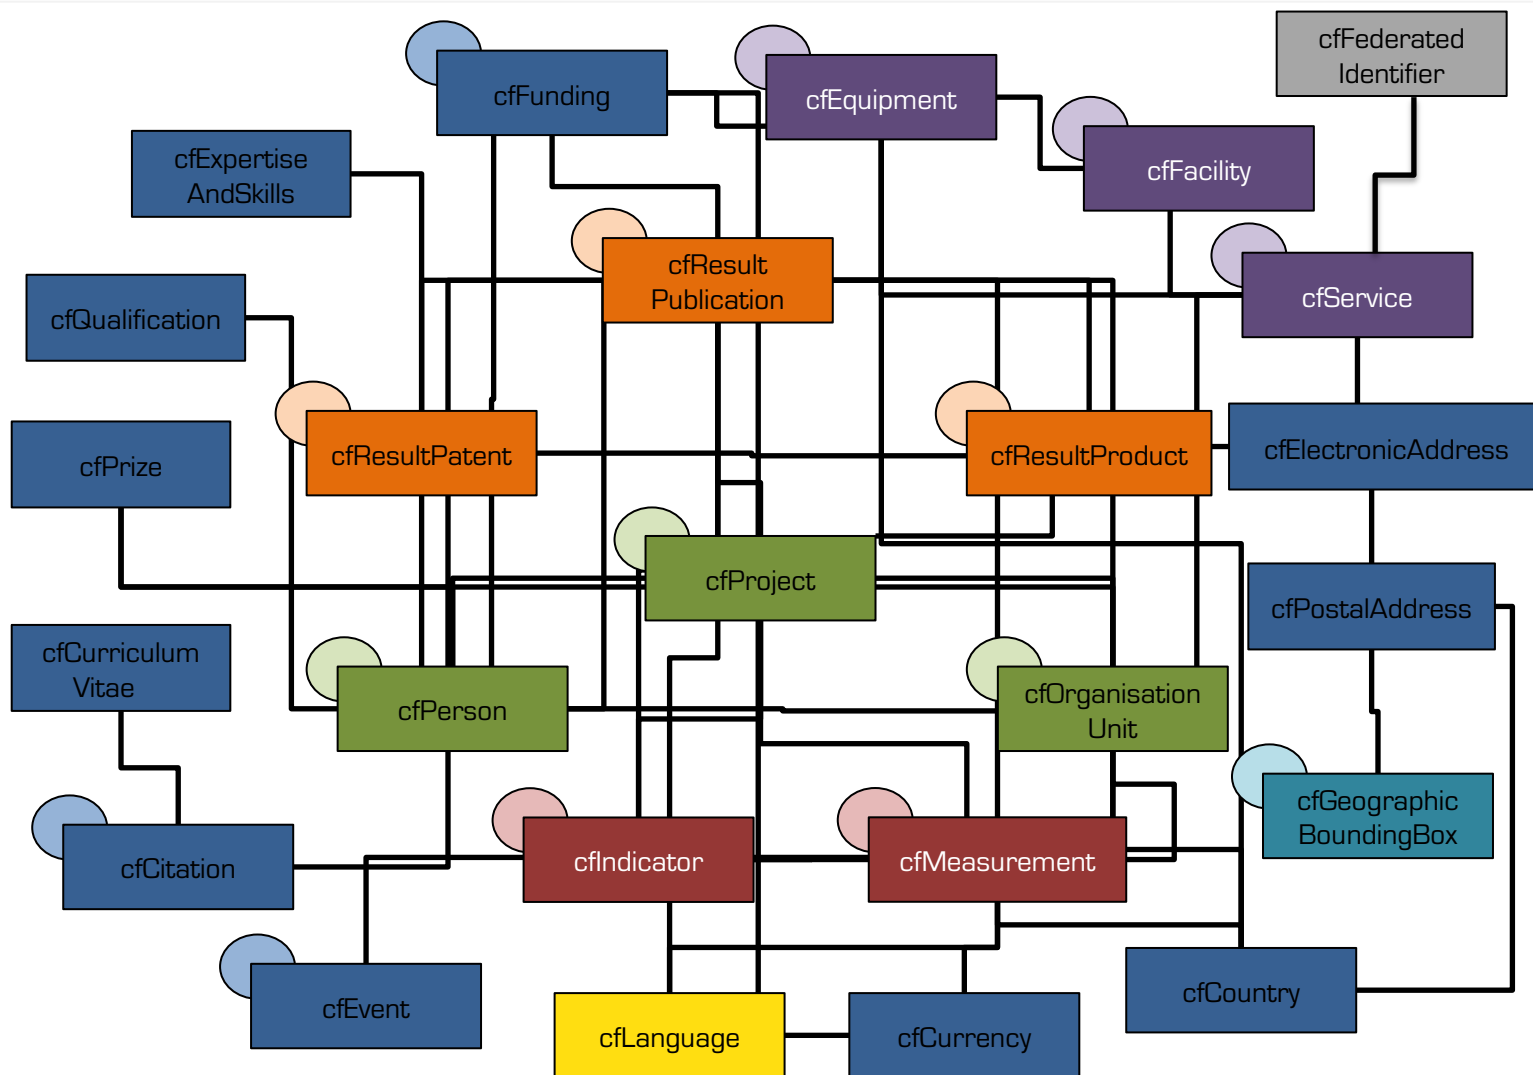 cfFederated
Identifier
cfFunding
cfEquipment
cfExpertise
AndSkills
cfFacility
cfResult
Publication
cfService
cfQualification
cfResultPatent
cfResultProduct
cfElectronicAddress
cfPrize
cfProject
cfPostalAddress
cfCurriculum
Vitae
cfPerson
cfOrganisation
Unit
cfGeographic
BoundingBox
cfCitation
cfIndicator
cfMeasurement
cfEvent
cfCountry
cfLanguage
cfCurrency